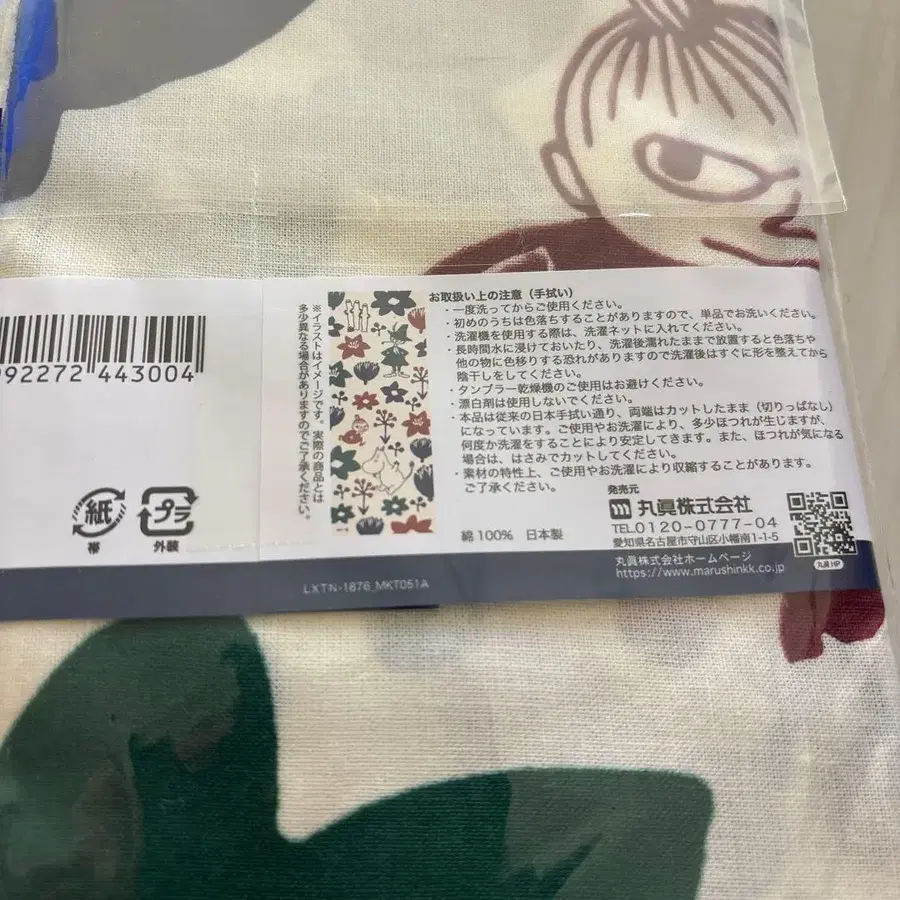 92272 443004
紙
帯
プラ
外装
※イラストはイメージです。実際の商品とは
多少異なる場合がありますのでご了承ください。
お取扱い上の注意（手拭い）
・一度洗ってからご使用ください。
・初めのうちは色落ちすることがありますので、単品でお洗いください。
・洗濯機を使用する際は、洗濯ネットに入れてください。
・長時間水に浸けておいたり、洗濯後濡れたままで放置すると色落ちや
他の物に色移りする恐れがありますので洗濯後はすぐに形を整えてから
陰干しをしてください。
・タンブラー乾燥機のご使用はお避けください。
・漂白剤は使用しないでください。
・本品は従来の日本手拭い通り、両端はカットしたまま（切りっぱなし）
になっています。ご使用やお洗濯により、多少ほつれが生じますが、
何度か洗濯をすることにより安定してきます。また、ほつれが気になる
場合は、はさみでカットしてください。
・素材の特性上、ご使用やお洗濯により収縮することがあります。
ご了承ください。
綿100% 日本製
発売元
丸眞株式会社
TEL0120-0777-04
愛知県名古屋市守山区小幡南1-1-5
丸眞株式会社ホームページ
https://www.marushinkk.co.jp
丸眞HP
LXTN-1876_MKT051A